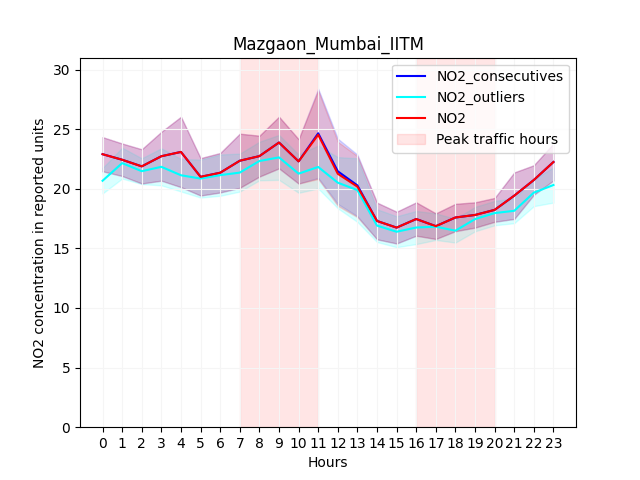 Mazgaon_Mumbai_IITM
NO2_consecutives
NO2_outliers
NO2
Peak traffic hours
NO2 concentration in reported units
30
25
20
15
10
5
0
0 1 2 3 4 5 6 7 8 9 10 11 12 13 14 15 16 17 18 19 20 21 22 23
Hours